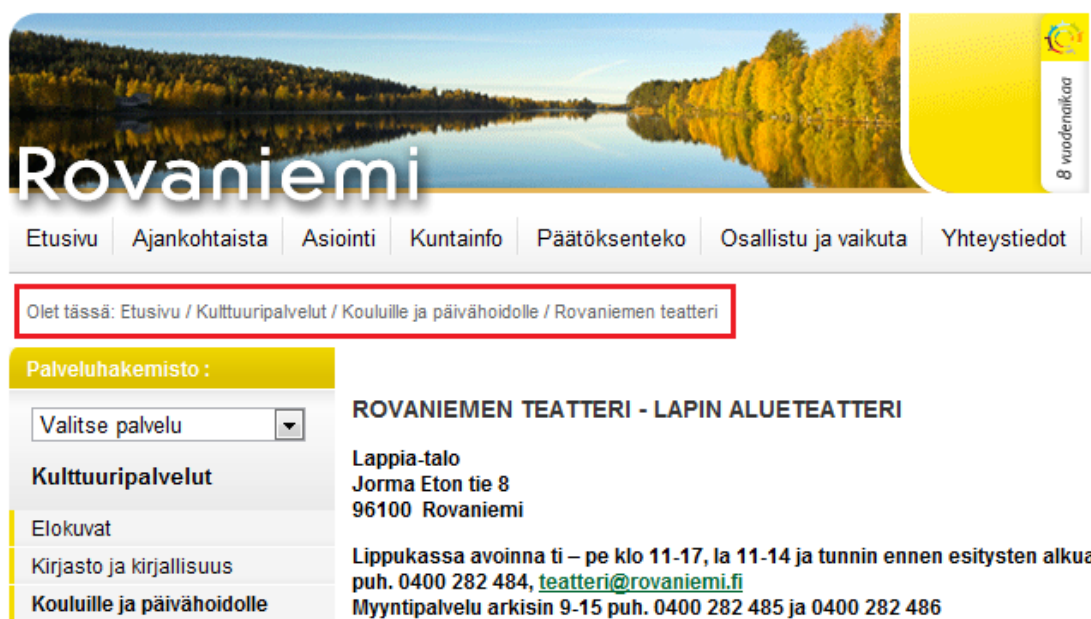 8 vuodenaikaa
Rovaniemi
Etusivu Ajankohtaista Asiointi Kuntainfo Päätöksenteko Osallistu ja vaikuta Yhteystiedot
Olet tässä: Etusivu / Kulttuuripalvelut / Kouluille ja päivähoidolle / Rovaniemen teatteri
Palveluhakemisto :
Valitse palvelu
Kulttuuripalvelut
Elokuvat
Kirjasto ja kirjallisuus
Kouluille ja päivähoidolle
ROVANIEMEN TEATTERI - LAPIN ALUETEATTERI
Lappia-talo
Jorma Eton tie 8
96100 Rovaniemi
Lippukassa avoinna ti – pe klo 11-17, la 11-14 ja tunnin ennen esitysten alkua
puh. 0400 282 484, teatteri@rovaniemi.fi
Myyntipalvelu arkisin 9-15 puh. 0400 282 485 ja 0400 282 486